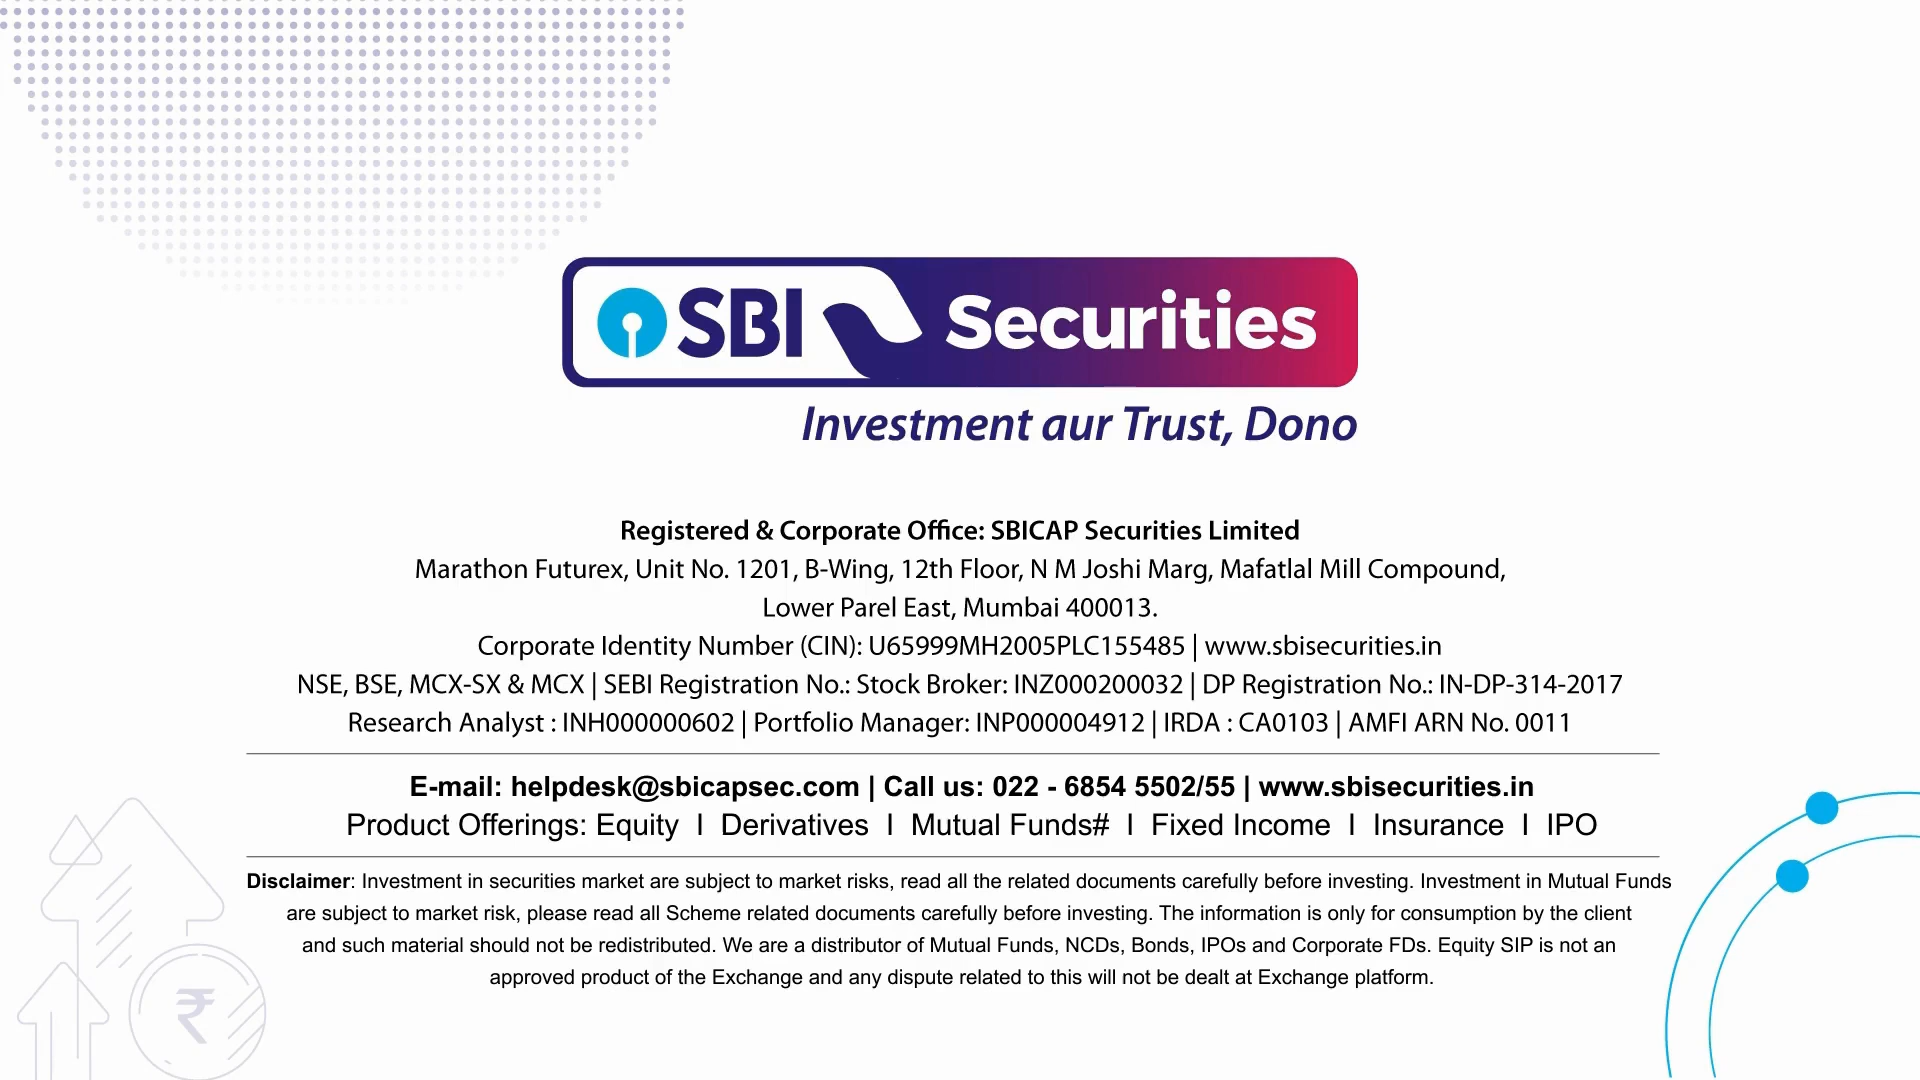 SBI Securities
Investment aur Trust, Dono
Registered & Corporate Office: SBICAP Securities Limited
Marathon Futurex, Unit No. 1201, B-Wing, 12th Floor, N M Joshi Marg, Mafatlal Mill Compound,
Lower Parel East, Mumbai 400013.
Corporate Identity Number (CIN): U65999MH2005PLC155485 | www.sbisecurities.in
NSE, BSE, MCX-SX & MCX | SEBI Registration No.: Stock Broker: INZ000200032 | DP Registration No.: IN-DP-314-2017
Research Analyst : INH000000602 | Portfolio Manager: INP000004912 | IRDA : CA0103 | AMFI ARN No. 0011
E-mail: helpdesk@sbicapsec.com | Call us: 022 - 6854 5502/55 | www.sbisecurities.in
Product Offerings: Equity I Derivatives I Mutual Funds# I Fixed Income I Insurance I IPO
Disclaimer: Investment in securities market are subject to market risks, read all the related documents carefully before investing. Investment in Mutual Funds
are subject to market risk, please read all Scheme related documents carefully before investing. The information is only for consumption by the client
and such material should not be redistributed. We are a distributor of Mutual Funds, NCDs, Bonds, IPOs and Corporate FDs. Equity SIP is not an
approved product of the Exchange and any dispute related to this will not be dealt at Exchange platform.
₹